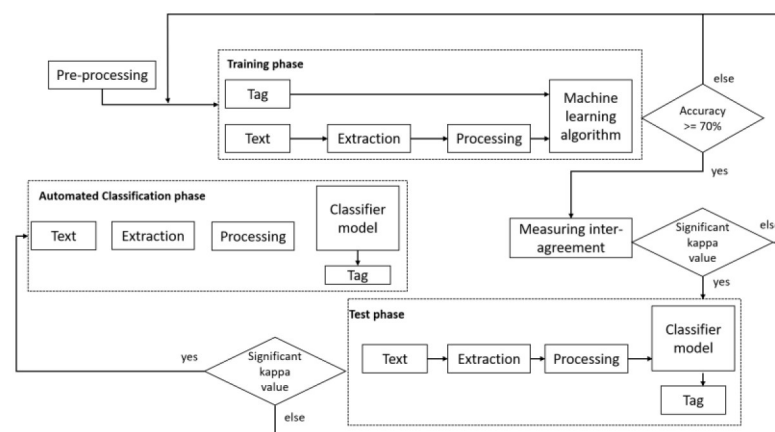 Pre-processing
Training phase
Tag
Text
Extraction
Processing
Machine
learning
algorithm
else
Accuracy
>= 70%
yes
Measuring inter-
agreement
Significant
kappa
value
else
yes
Automated Classification phase
Text
Extraction
Processing
Classifier
model
Tag
Test phase
Text
Extraction
Processing
Classifier
model
Tag
yes
Significant
kappa
value
else